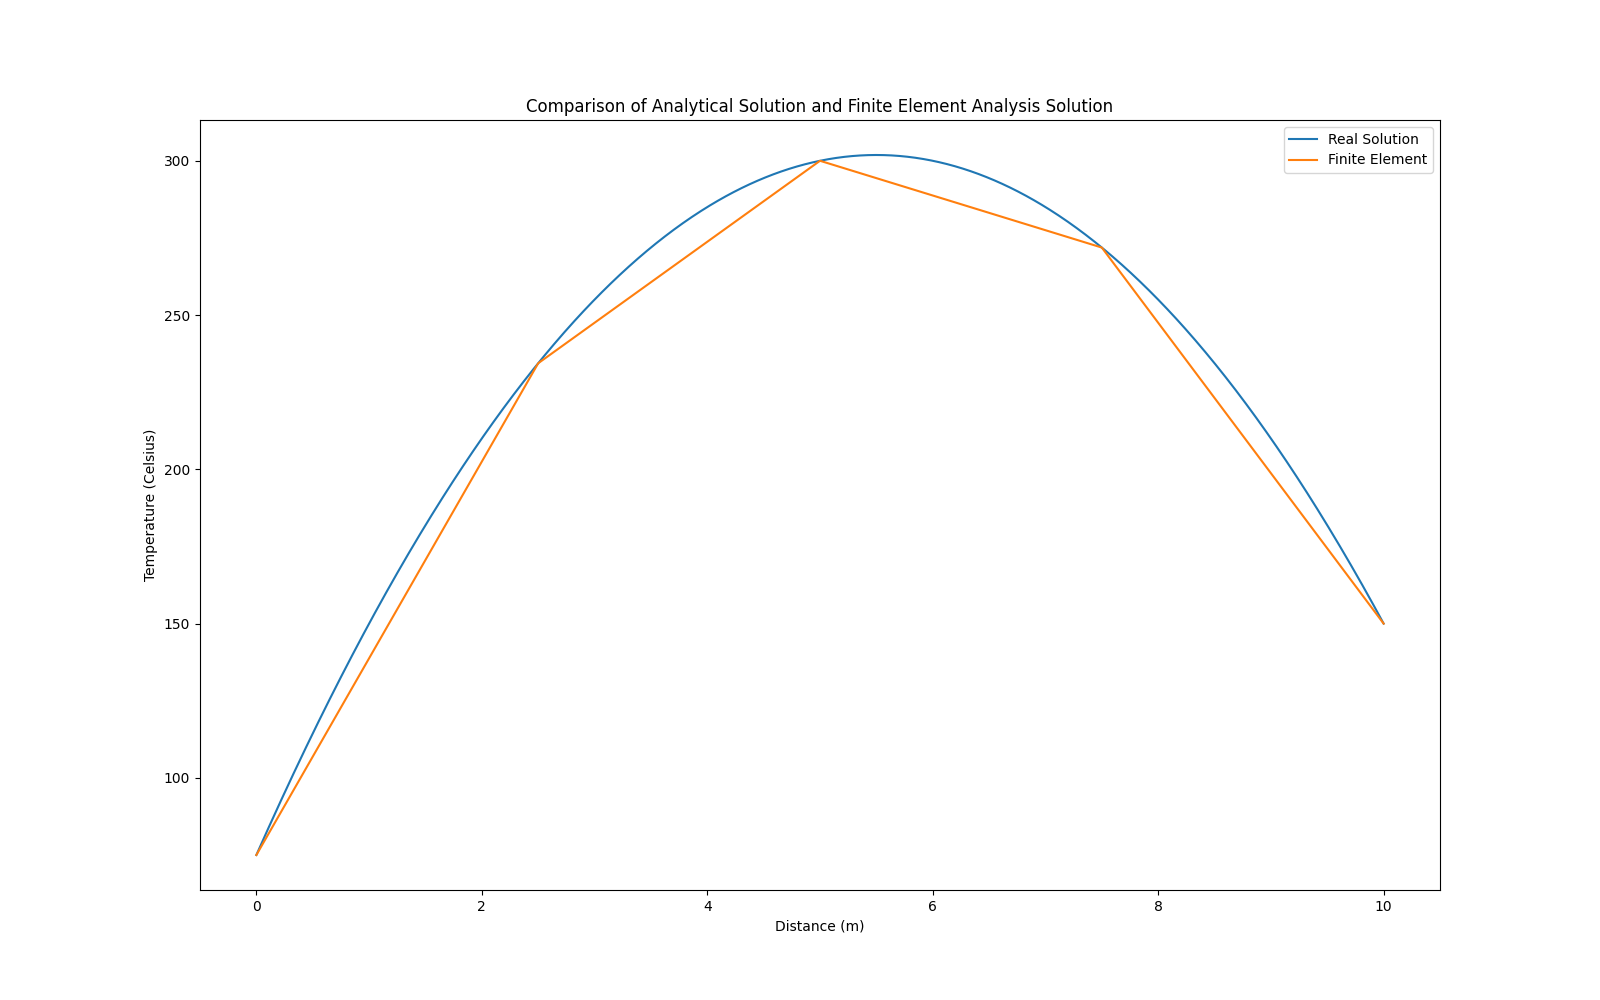 Comparison of Analytical Solution and Finite Element Analysis Solution
Real Solution
Finite Element
300
250
200
150
100
Temperature (Celsius)
0 2 4 6 8 10
Distance (m)